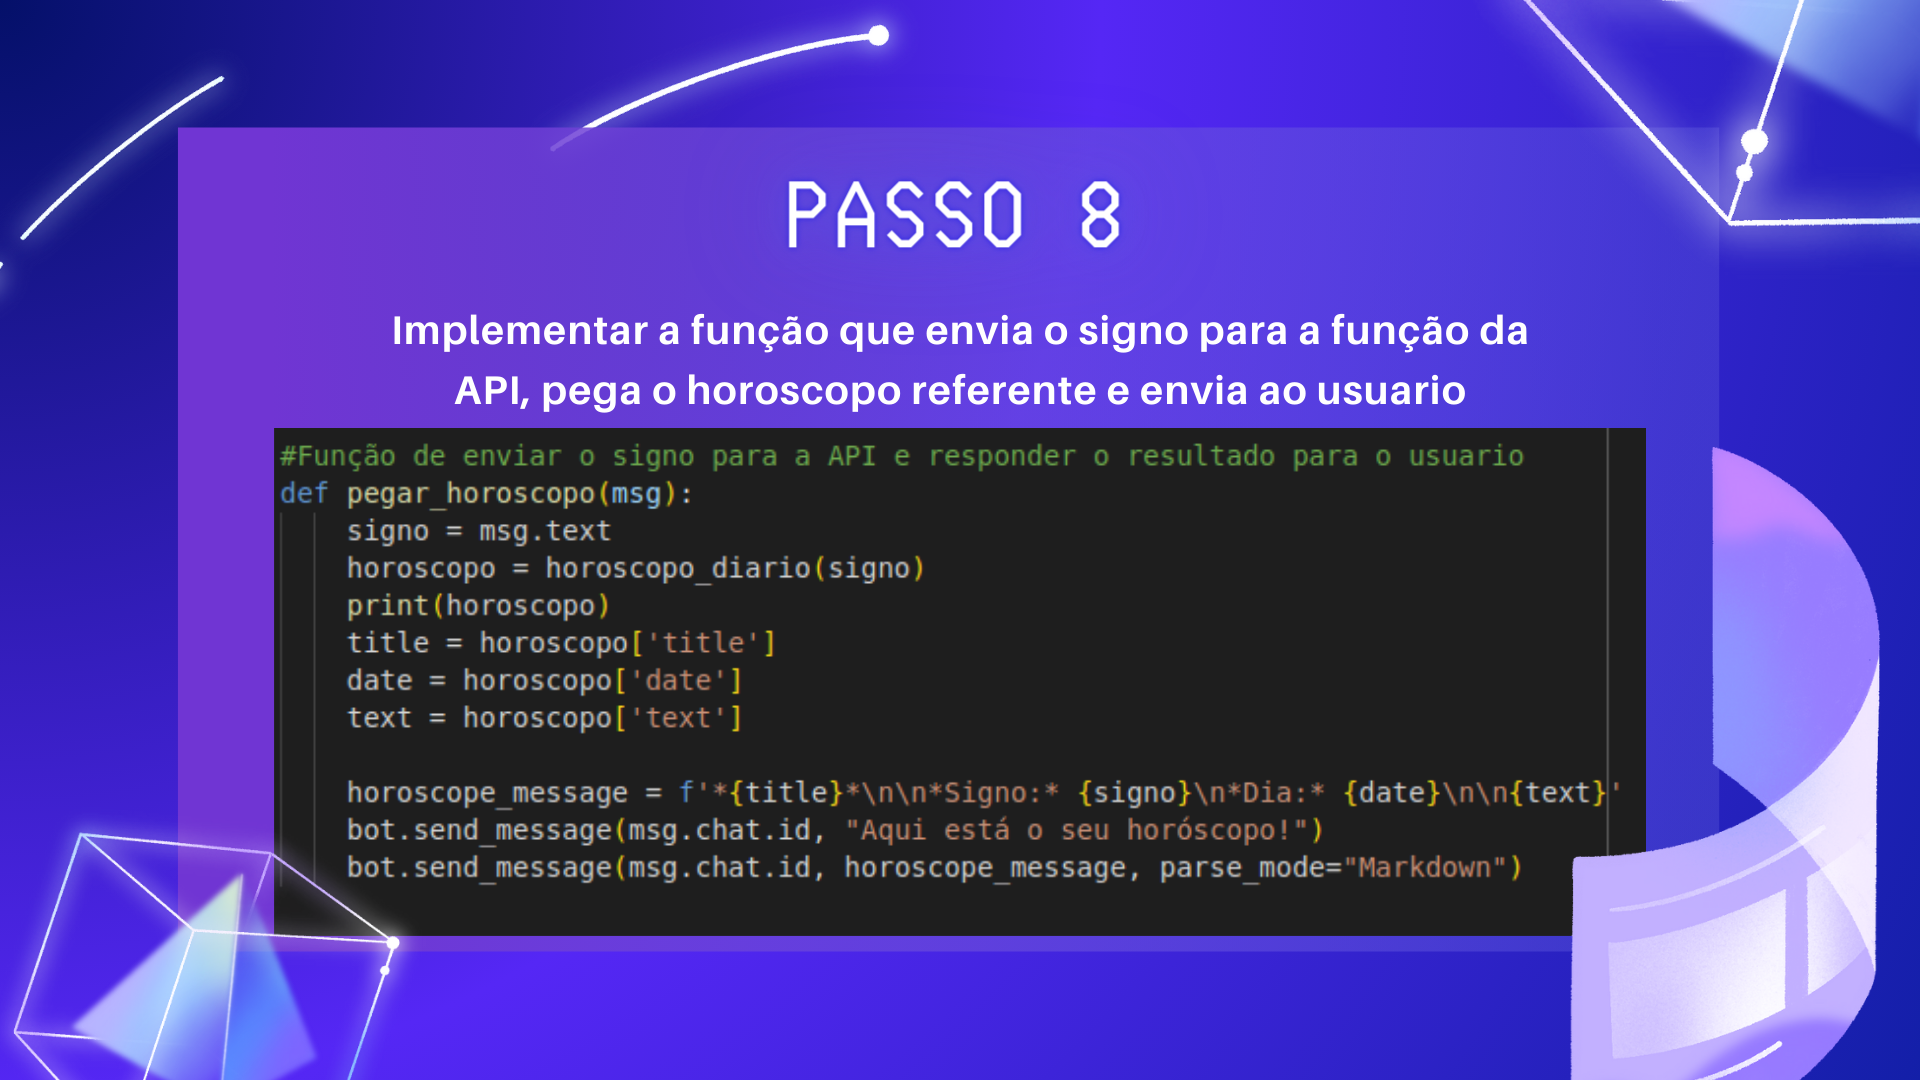 PASSO 8
Implementar a função que envia o signo para a função da
API, pega o horoscopo referente e envia ao usuario
#Função de enviar o signo para a API e responder o resultado para o usuario
def pegar_horoscopo(msg):
    signo = msg.text
    horoscopo = horoscopo_diario(signo)
    print(horoscopo)
    title = horoscopo['title']
    date = horoscopo['date']
    text = horoscopo['text']
    horoscope_message = f'*{title}*\n\n*Signo:* {signo}\n*Dia:* {date}\n\n{text}'
    bot.send_message(msg.chat.id, "Aqui está o seu horóscopo!")
    bot.send_message(msg.chat.id, horoscope_message, parse_mode="Markdown")